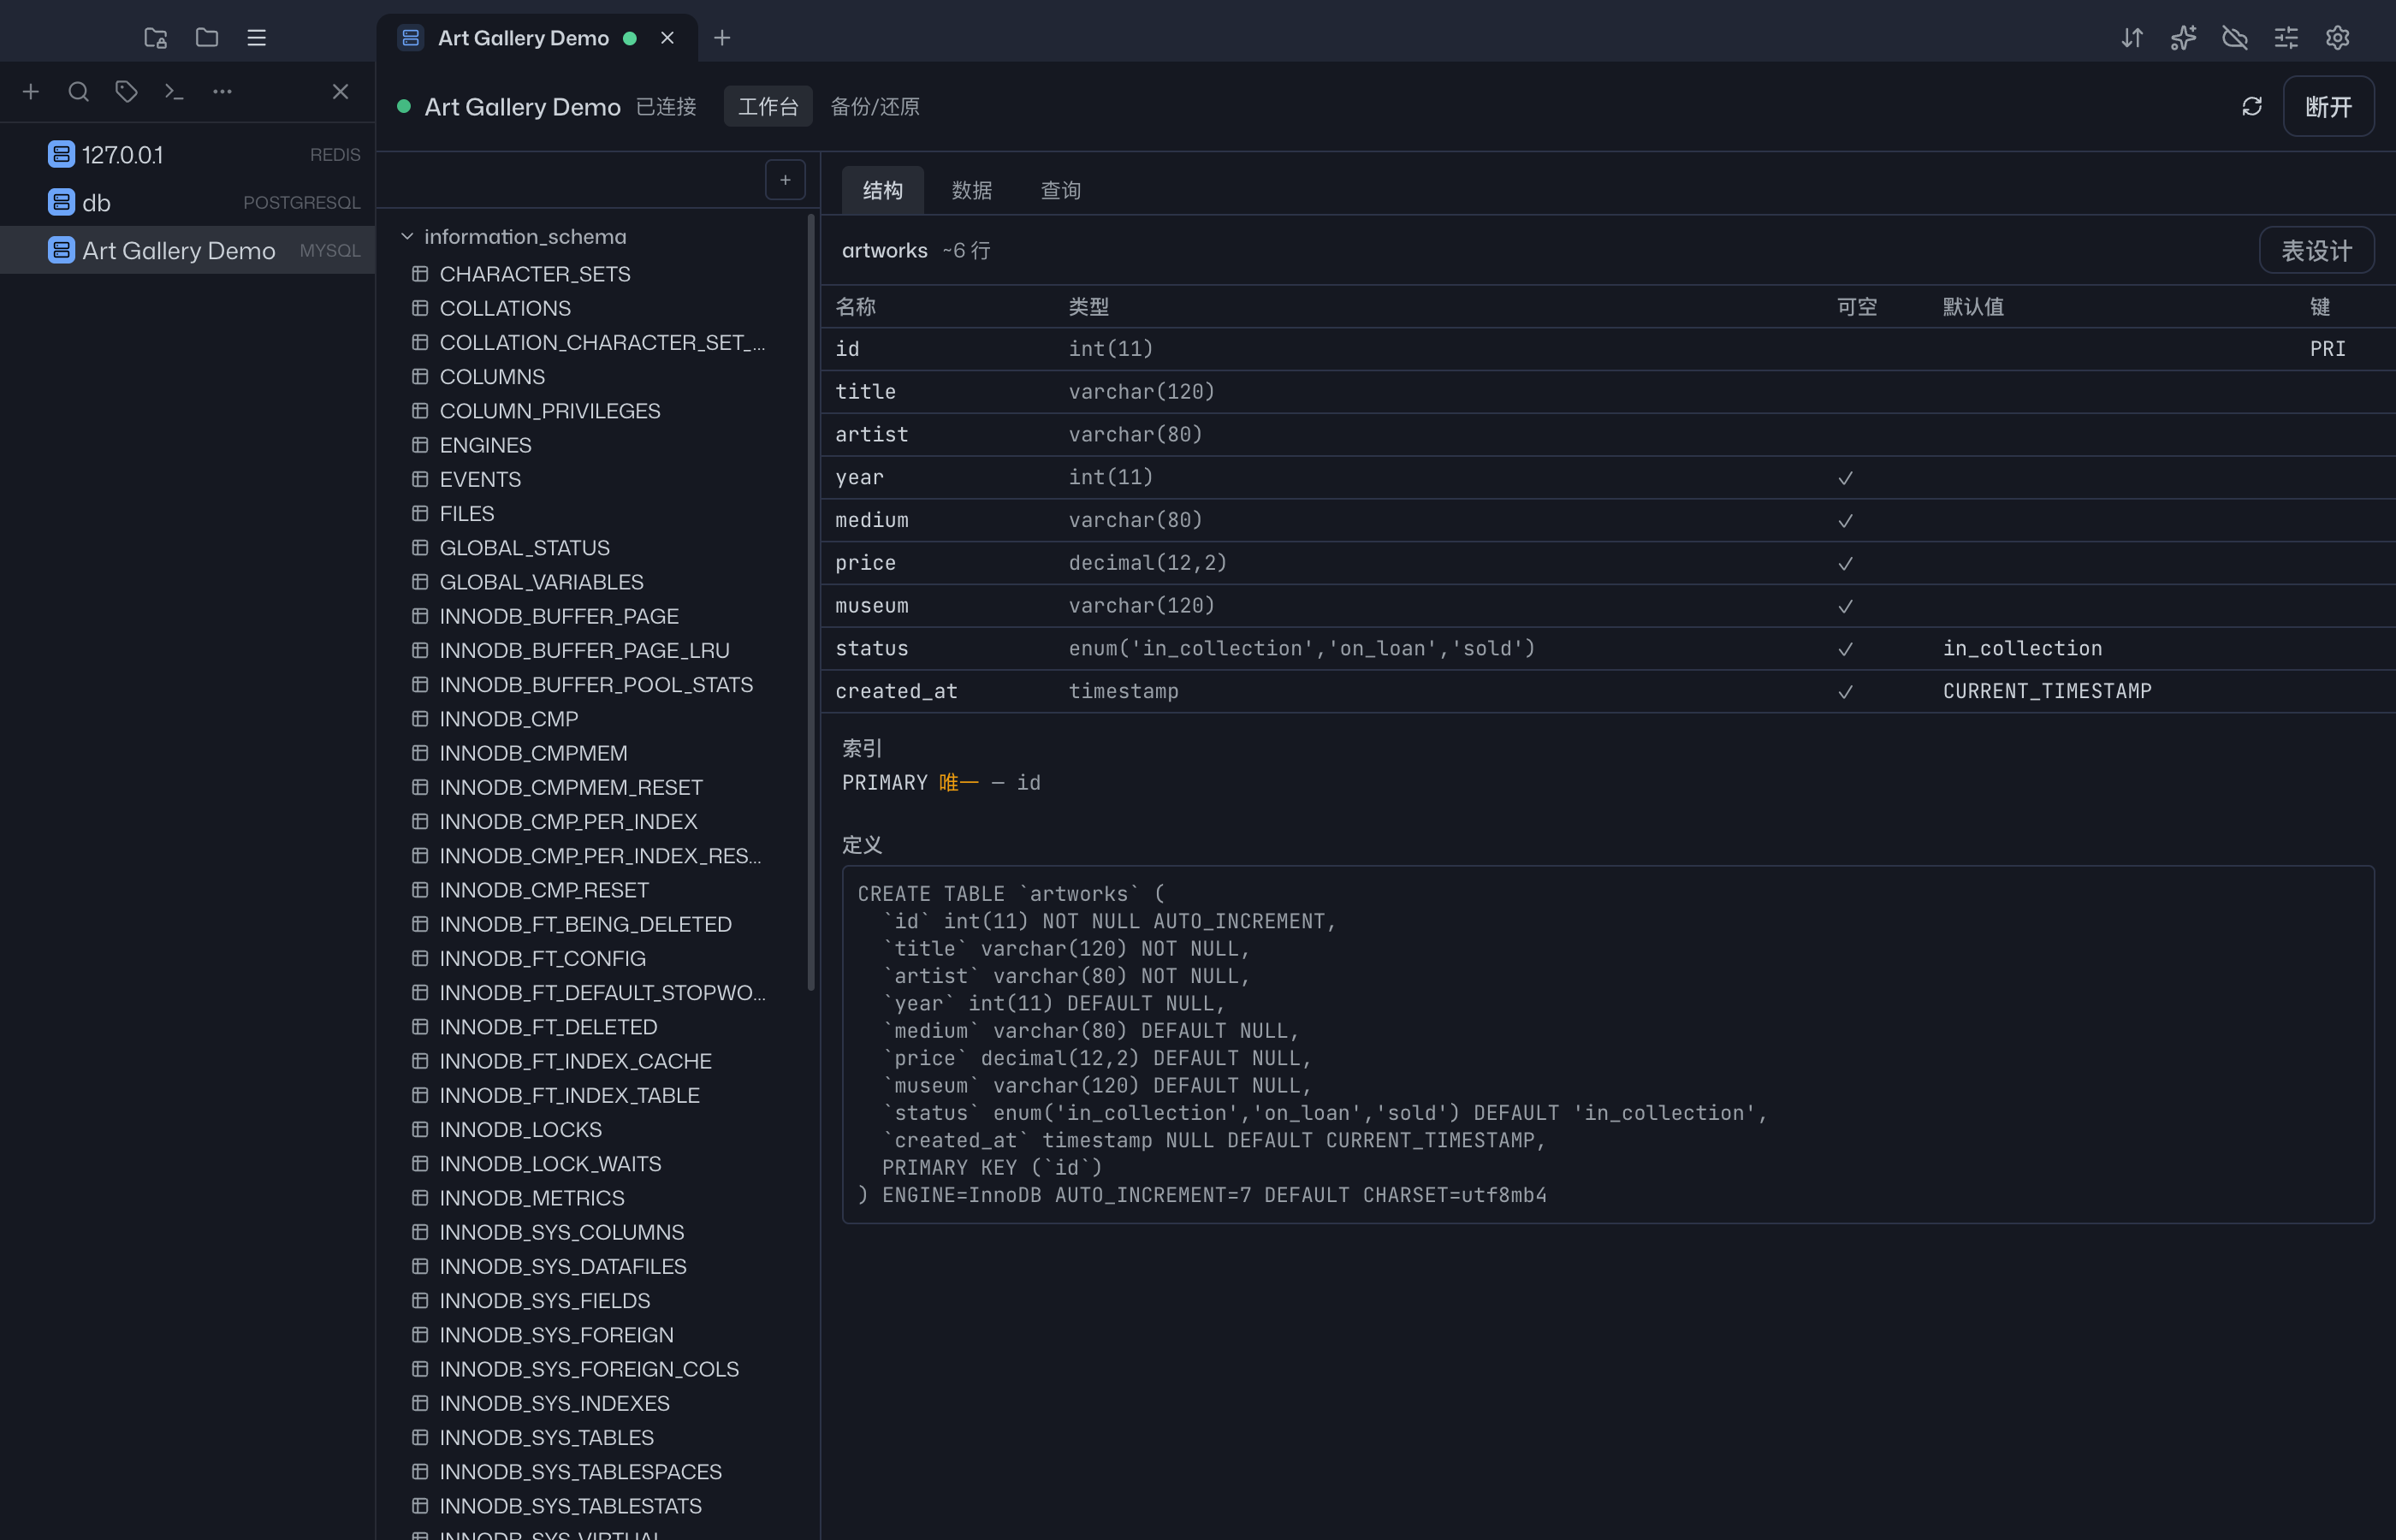 Art Gallery Demo
Art Gallery Demo 已连接 工作台 备份/还原 断开
127.0.0.1 REDIS
db POSTGRESQL
Art Gallery Demo MYSQL
information_schema
CHARACTER_SETS
COLLATIONS
COLLATION_CHARACTER_SET_...
COLUMNS
COLUMN_PRIVILEGES
ENGINES
EVENTS
FILES
GLOBAL_STATUS
GLOBAL_VARIABLES
INNODB_BUFFER_PAGE
INNODB_BUFFER_PAGE_LRU
INNODB_BUFFER_POOL_STATS
INNODB_CMP
INNODB_CMPMEM
INNODB_CMPMEM_RESET
INNODB_CMP_PER_INDEX
INNODB_CMP_PER_INDEX_RES...
INNODB_CMP_RESET
INNODB_FT_BEING_DELETED
INNODB_FT_CONFIG
INNODB_FT_DEFAULT_STOPWO...
INNODB_FT_DELETED
INNODB_FT_INDEX_CACHE
INNODB_FT_INDEX_TABLE
INNODB_LOCKS
INNODB_LOCK_WAITS
INNODB_METRICS
INNODB_SYS_COLUMNS
INNODB_SYS_DATAFILES
INNODB_SYS_FIELDS
INNODB_SYS_FOREIGN
INNODB_SYS_FOREIGN_COLS
INNODB_SYS_INDEXES
INNODB_SYS_TABLES
INNODB_SYS_TABLESPACES
INNODB_SYS_TABLESTATS
INNODB_SYS_VIRTUAL
结构 数据 查询
artworks ~6 行 表设计
名称 类型 可空 默认值 键
id int(11) PRI
title varchar(120)
artist varchar(80)
year int(11) ✓
medium varchar(80) ✓
price decimal(12,2) ✓
museum varchar(120) ✓
status enum('in_collection','on_loan','sold') ✓ in_collection
created_at timestamp ✓ CURRENT_TIMESTAMP
索引
PRIMARY 唯一 — id
定义
CREATE TABLE `artworks` (
  `id` int(11) NOT NULL AUTO_INCREMENT,
  `title` varchar(120) NOT NULL,
  `artist` varchar(80) NOT NULL,
  `year` int(11) DEFAULT NULL,
  `medium` varchar(80) DEFAULT NULL,
  `price` decimal(12,2) DEFAULT NULL,
  `museum` varchar(120) DEFAULT NULL,
  `status` enum('in_collection','on_loan','sold') DEFAULT 'in_collection',
  `created_at` timestamp NULL DEFAULT CURRENT_TIMESTAMP,
  PRIMARY KEY (`id`)
) ENGINE=InnoDB AUTO_INCREMENT=7 DEFAULT CHARSET=utf8mb4